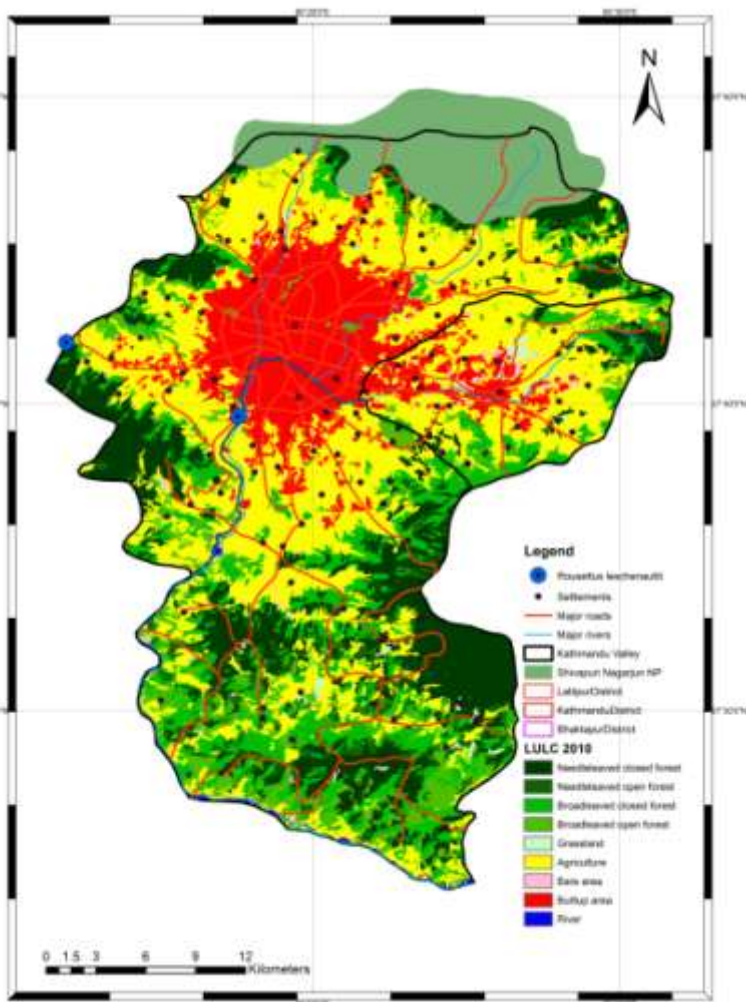 N
Legend
Rousettus leschenaultii
Settlements
Major roads
Major rivers
Kathmandu Valley
Shivapuri Nagarjun NP
LalitpurDistrict
KathmanduDistrict
BhaktapurDistrict
LULC 2010
Needleleaved closed forest
Needleleaved open forest
Broadleaved closed forest
Broadleaved open forest
Grassland
Agriculture
Bare area
Builtup area
River
0 1.5 3 6 9 12
Kilometers